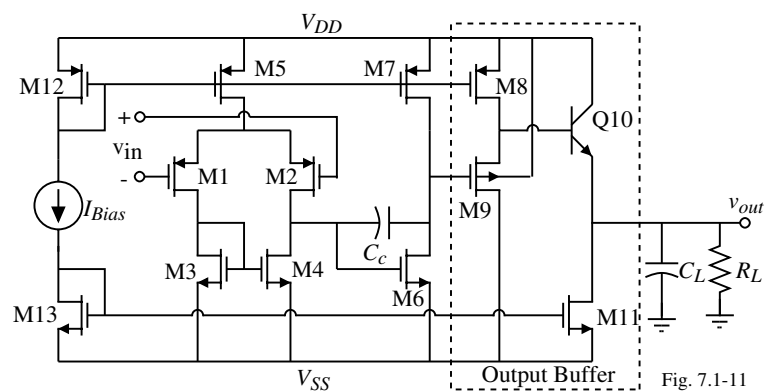 V_DD
M12
M5
M7
M8
Q10
+
v_in
-
M1
M2
M9
I_Bias
v_out
C_c
M3
M4
M6
C_L
R_L
M13
M11
V_SS
Output Buffer
Fig. 7.1-11